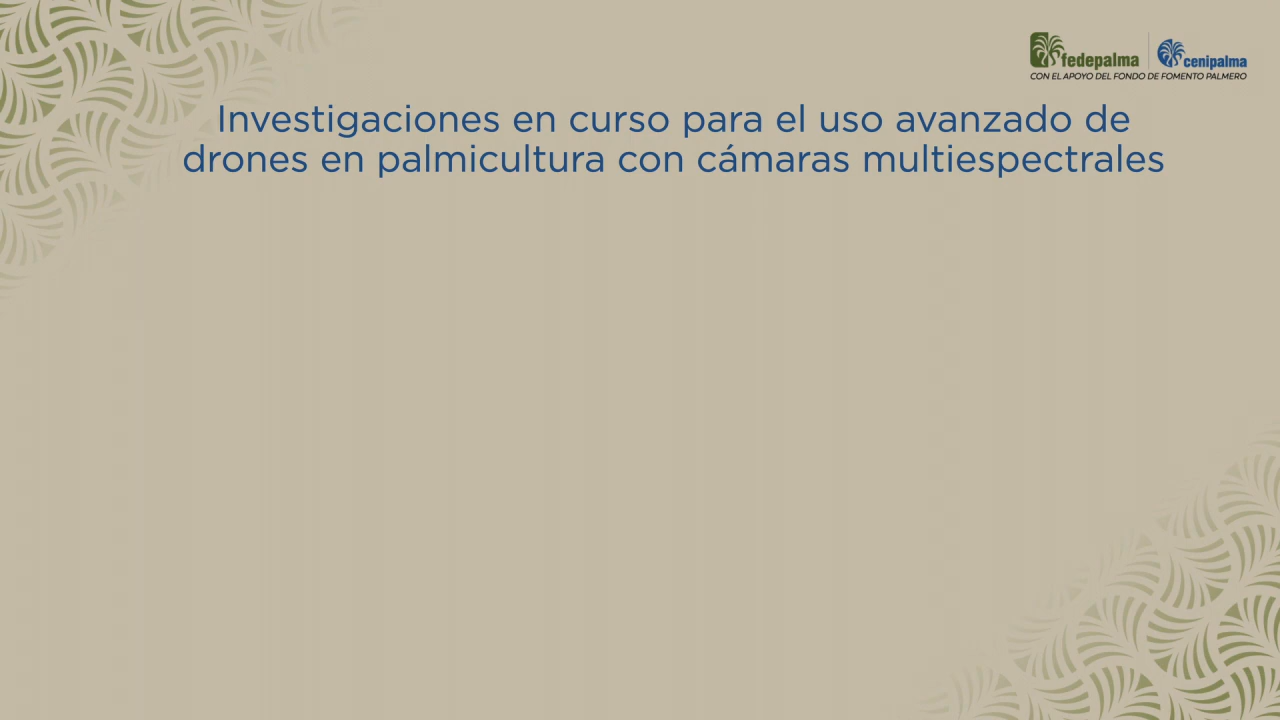 fedepalma cenipalma
CON EL APOYO DEL FONDO DE FOMENTO PALMERO
Investigaciones en curso para el uso avanzado de
drones en palmicultura con cámaras multiespectrales